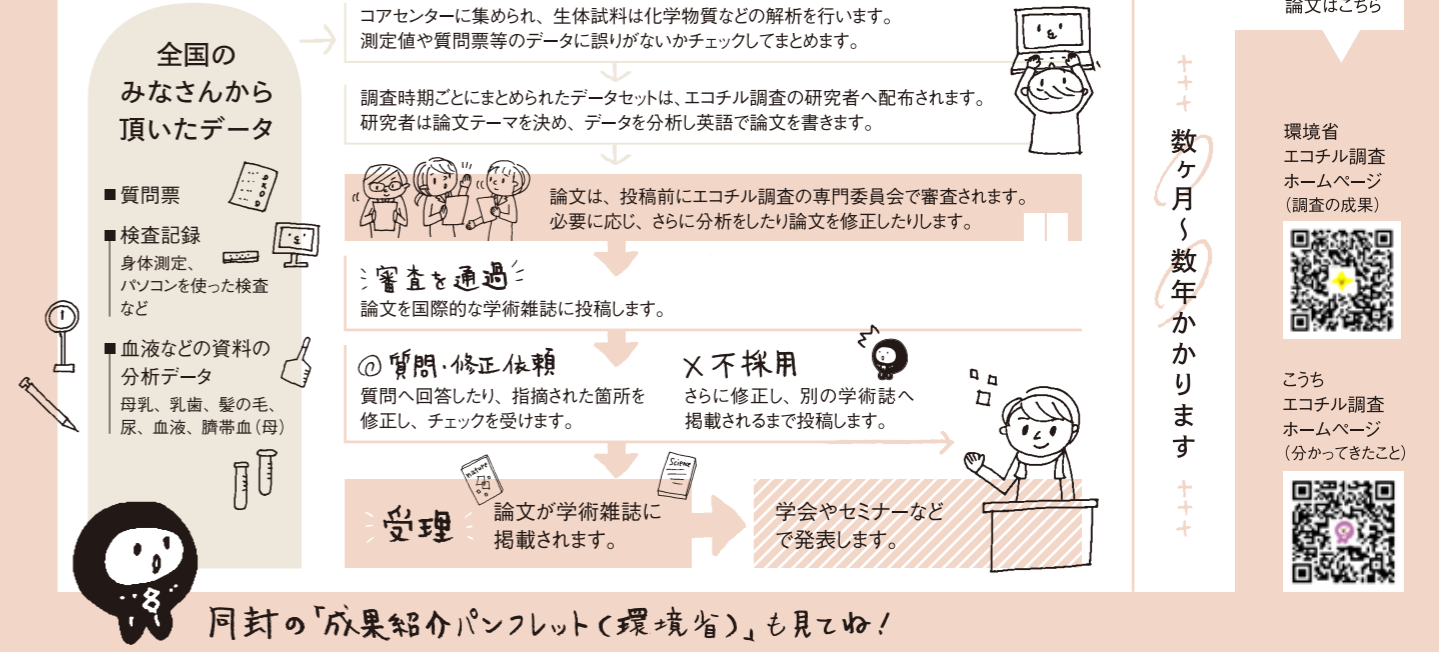 全国の
みなさんから
頂いたデータ
■質問票
■検査記録
身体測定、
パソコンを使った検査
など
■血液などの資料の
分析データ
母乳、乳歯、髪の毛、
尿、血液、臍帯血(母)
コアセンターに集められ、生体試料は化学物質などの解析を行います。
測定値や質問票等のデータに誤りがないかチェックしてまとめます。
調査時期ごとにまとめられたデータセットは、エコチル調査の研究者へ配布されます。
研究者は論文テーマを決め、データを分析し英語で論文を書きます。
論文は、投稿前にエコチル調査の専門委員会で審査されます。
必要に応じ、さらに分析をしたり論文を修正したりします。
審査を通過
論文を国際的な学術雑誌に投稿します。
◎質問・修正依頼
質問へ回答したり、指摘された箇所を
修正し、チェックを受けます。
×不採用
さらに修正し、別の学術誌へ
掲載されるまで投稿します。
nature
Science
受理
論文が学術雑誌に
掲載されます。
学会やセミナーなど
で発表します。
数ヶ月〜数年かかります
論文はこちら
環境省
エコチル調査
ホームページ
(調査の成果)
こうち
エコチル調査
ホームページ
(分かってきたこと)
同封の「成果紹介パンフレット(環境省)」も見てね!